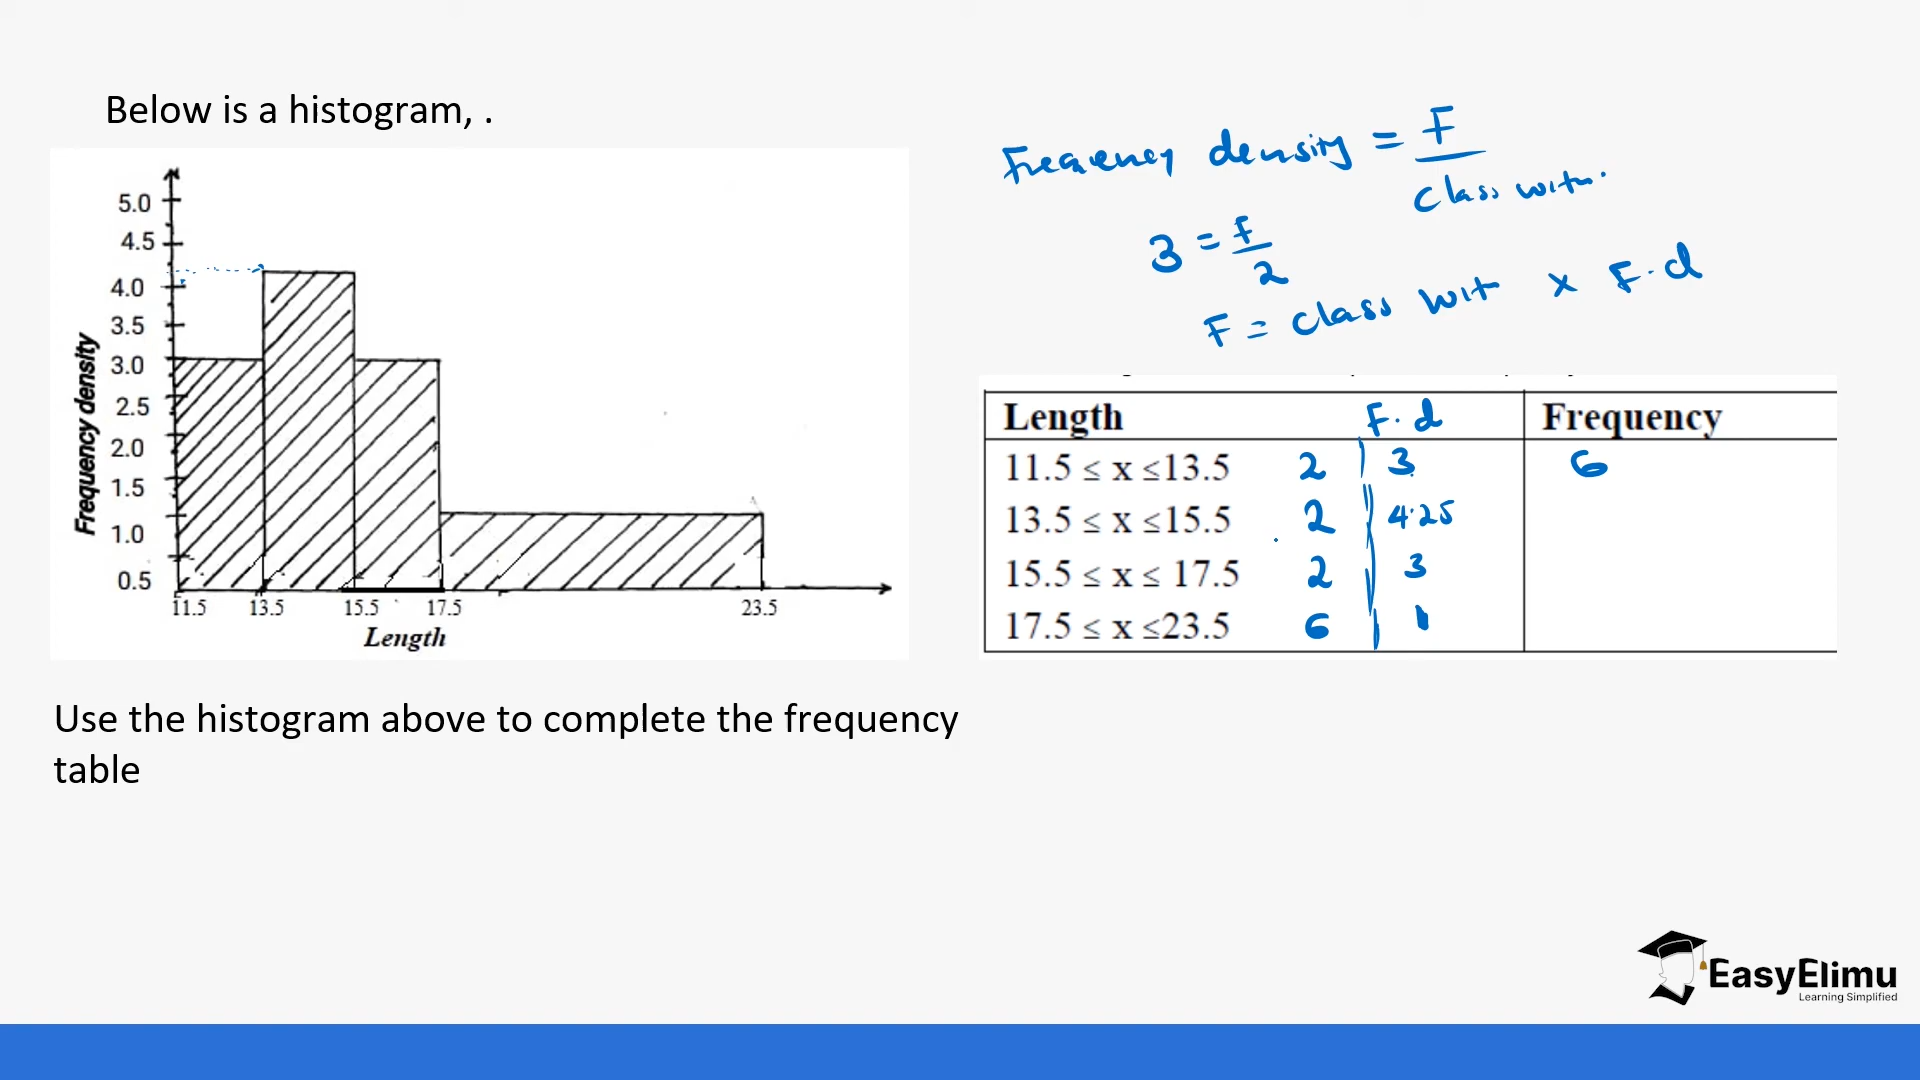 Below is a histogram, .
Frequency density = F
class with.
3 = F
2
F = class wit x F.d
5.0
4.5
4.0
3.5
3.0
2.5
2.0
1.5
1.0
0.5
Frequency density
11.5 13.5 15.5 17.5 23.5
Length
Length F.d Frequency
11.5 ≤ x ≤13.5 2 3 6
13.5 ≤ x ≤15.5 2 4.25
15.5 ≤ x ≤ 17.5 2 3
17.5 ≤ x ≤23.5 6 1
Use the histogram above to complete the frequency
table
EasyElimu
Learning Simplified